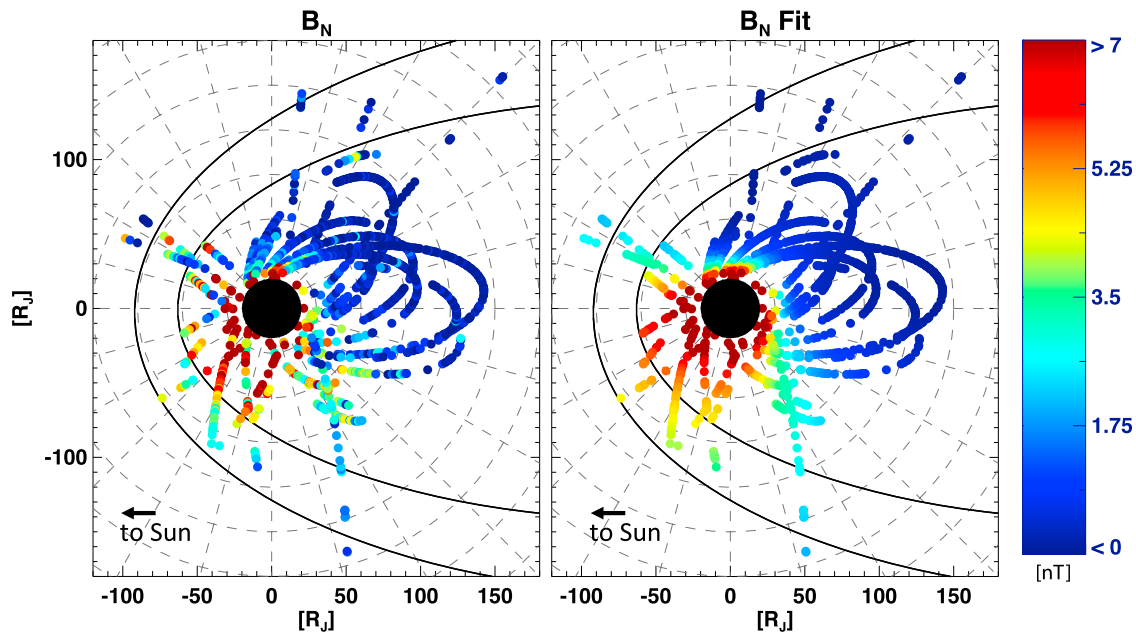 B_N
B_N Fit
> 7
5.25
3.5
1.75
< 0
[nT]
100
0
-100
[R_J]
to Sun
to Sun
-100 -50 0 50 100 150
-100 -50 0 50 100 150
[R_J]
[R_J]